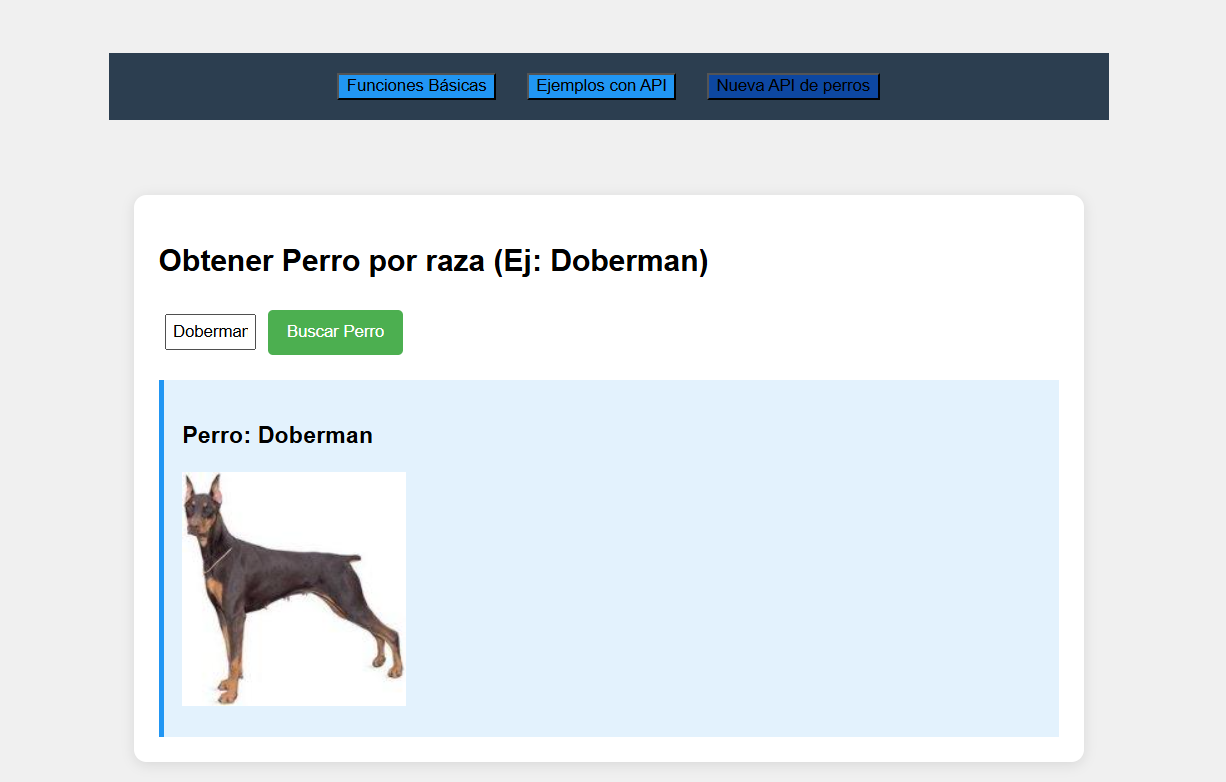 Funciones Básicas Ejemplos con API Nueva API de perros
Obtener Perro por raza (Ej: Doberman)
Doberman Buscar Perro
Perro: Doberman